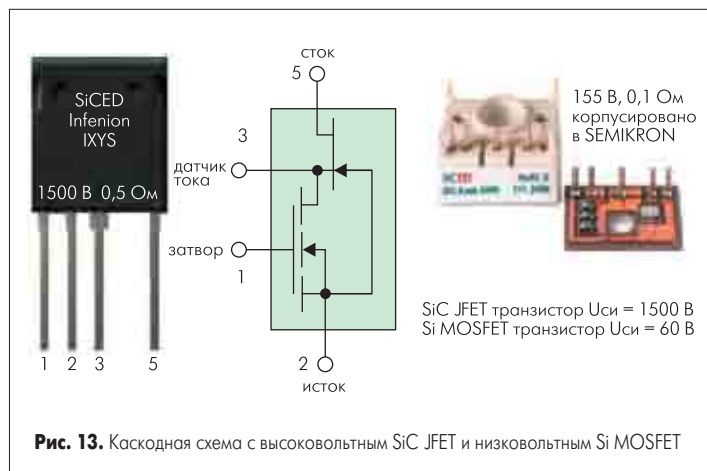 SiCED
Infenion
IXYS
1500 В 0,5 Ом
1 2 3 5
сток
5
3
датчик
тока
затвор
1
2
исток
155 В, 0,1 Ом
корпусировано
в SEMIKRON
SiC JFET транзистор Uси = 1500 В
Si MOSFET транзистор Uси = 60 В
Рис. 13. Каскодная схема с высоковольтным SiC JFET и низковольтным Si MOSFET